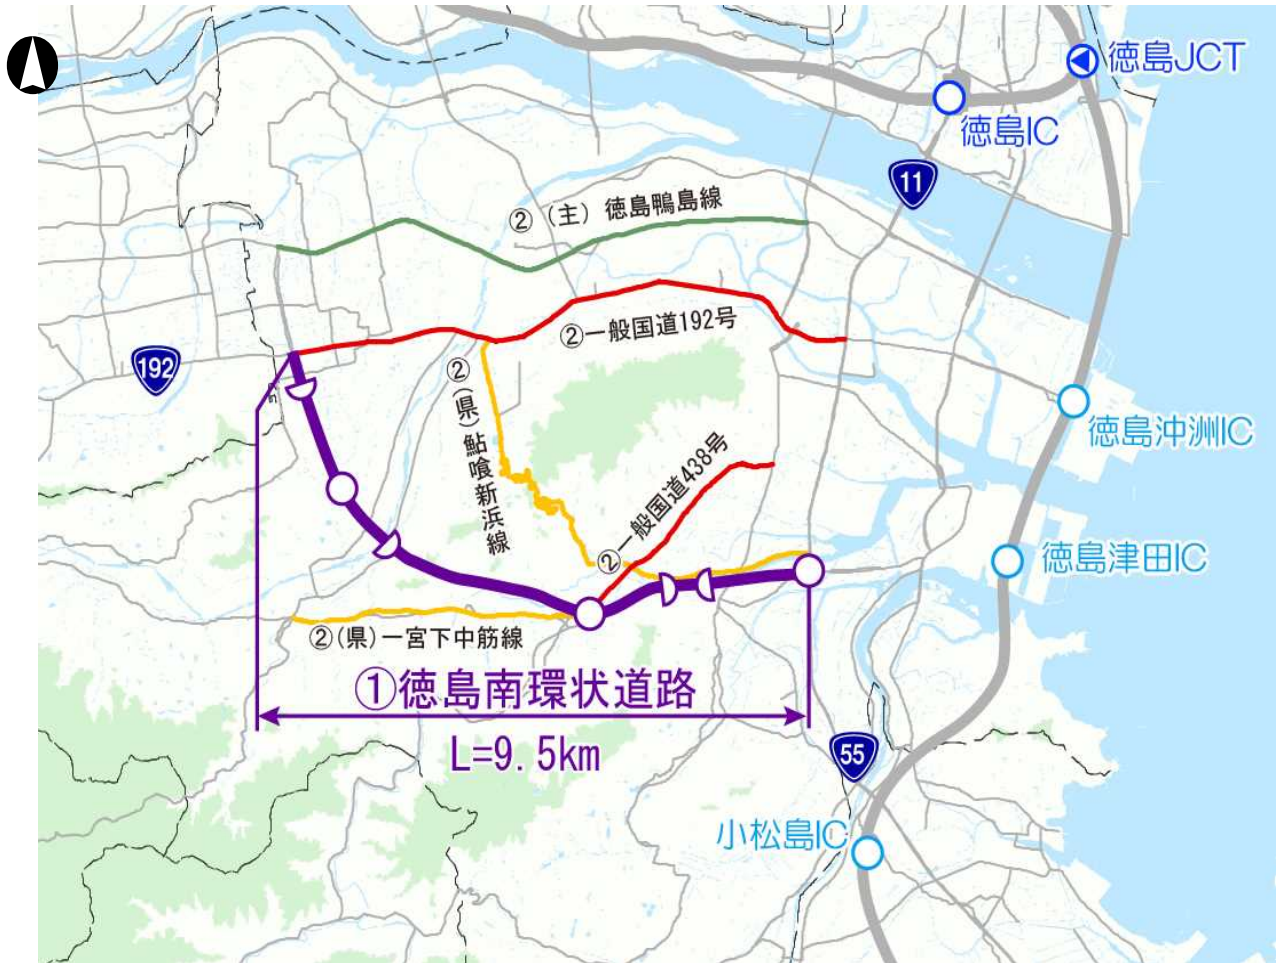 徳島JCT
徳島IC
11
②（主）徳島鴨島線
②一般国道192号
192
②(県)鮎喰新浜線
徳島沖洲IC
②一般国道438号
徳島津田IC
②(県)一宮下中筋線
①徳島南環状道路
L=9.5km
55
小松島IC